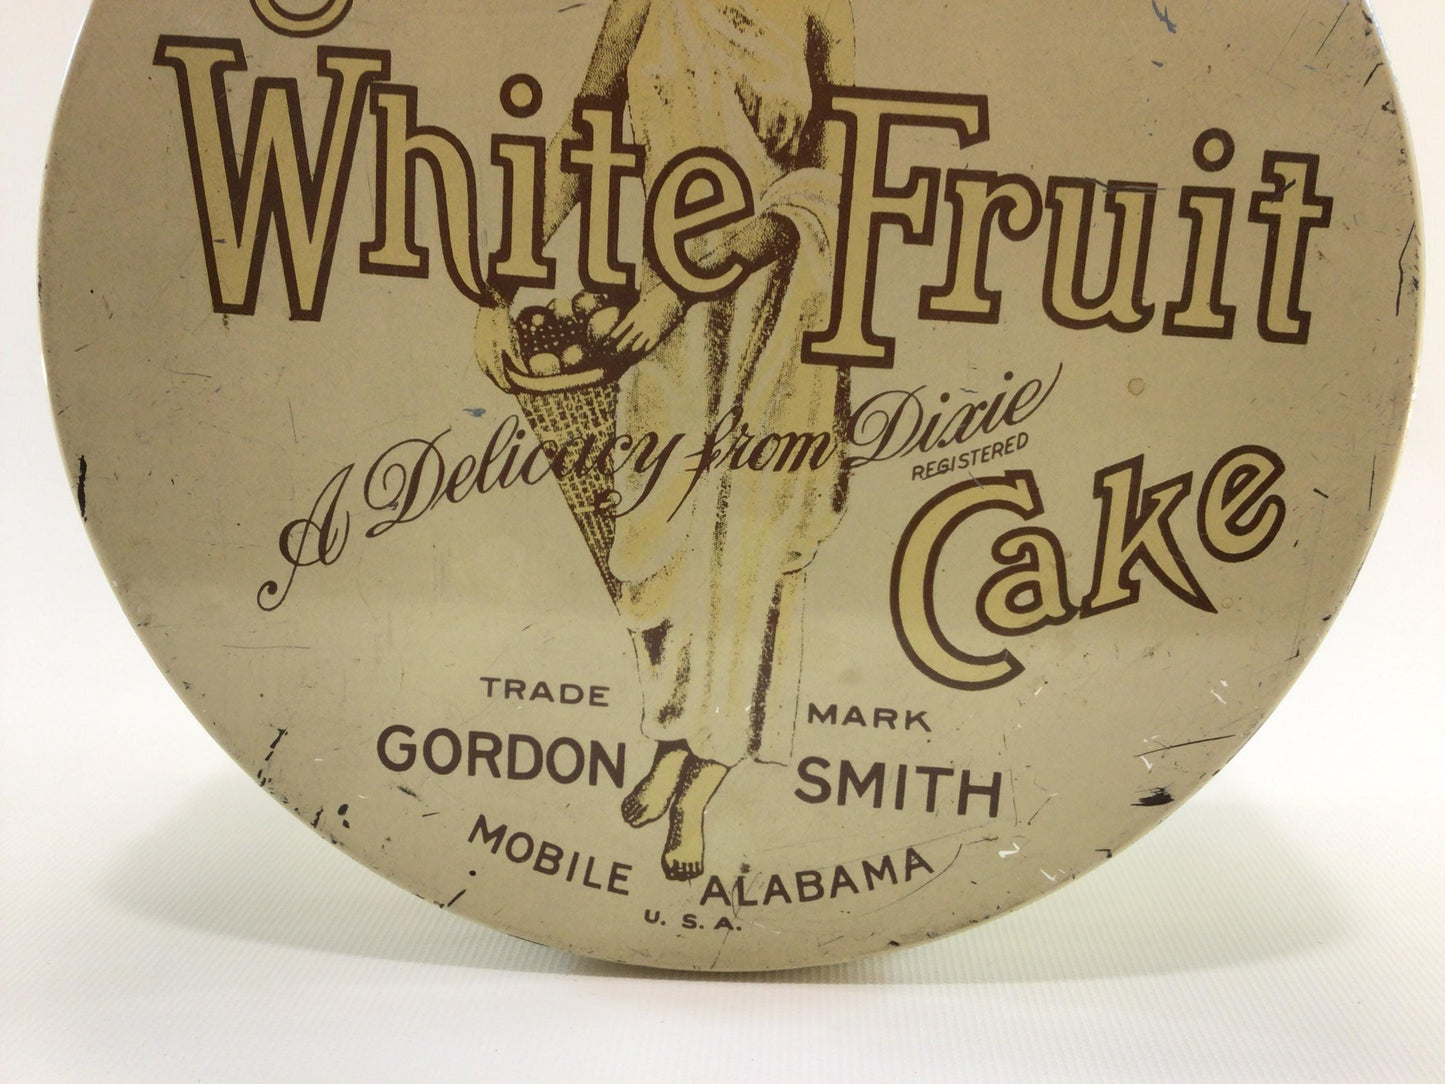 White Fruit
A Delicacy from Dixie
REGISTERED
Cake
TRADE MARK
GORDON SMITH
MOBILE ALABAMA
U. S. A.